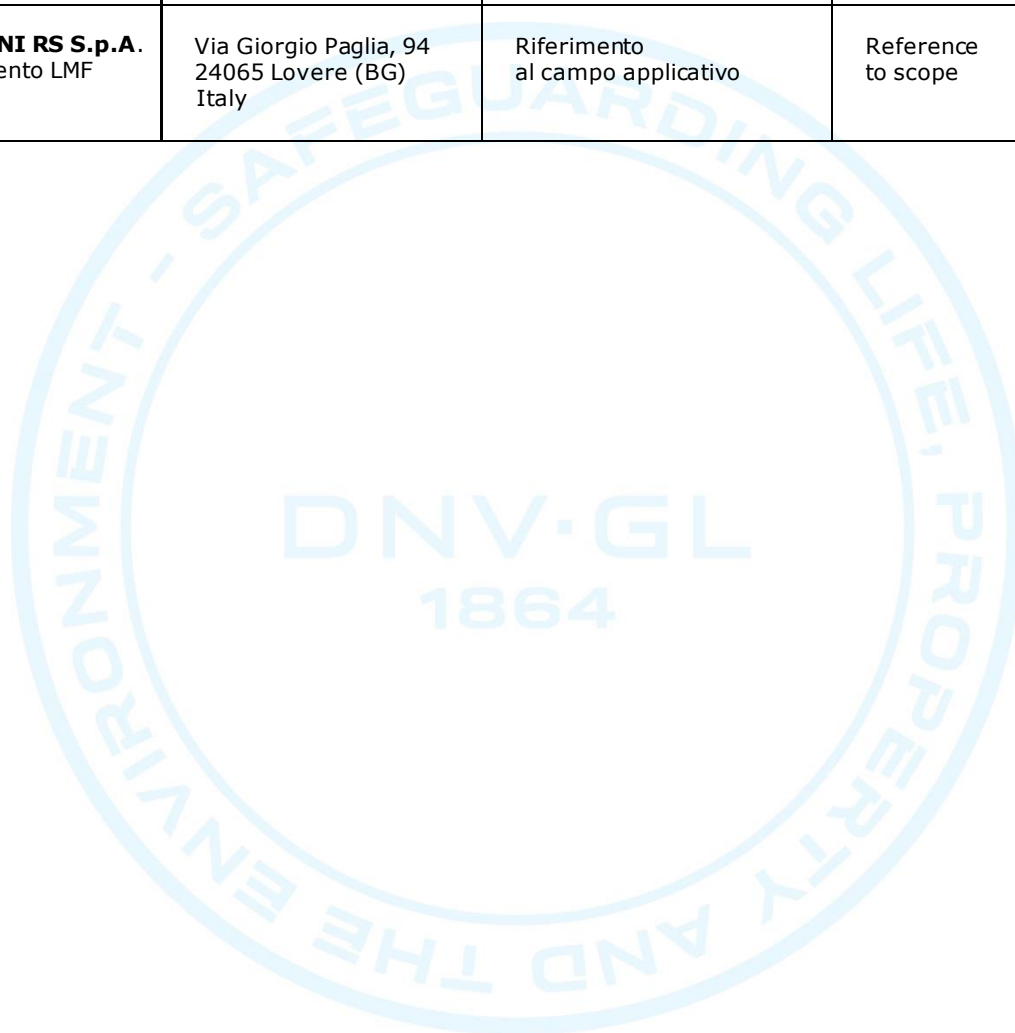 NI RS S.p.A.
ento LMF
Via Giorgio Paglia, 94
24065 Lovere (BG)
Italy
Riferimento
al campo applicativo
Reference
to scope
SAFEGUARDING LIFE, PROPERTY AND THE ENVIRONMENT -
DNV·GL
1864